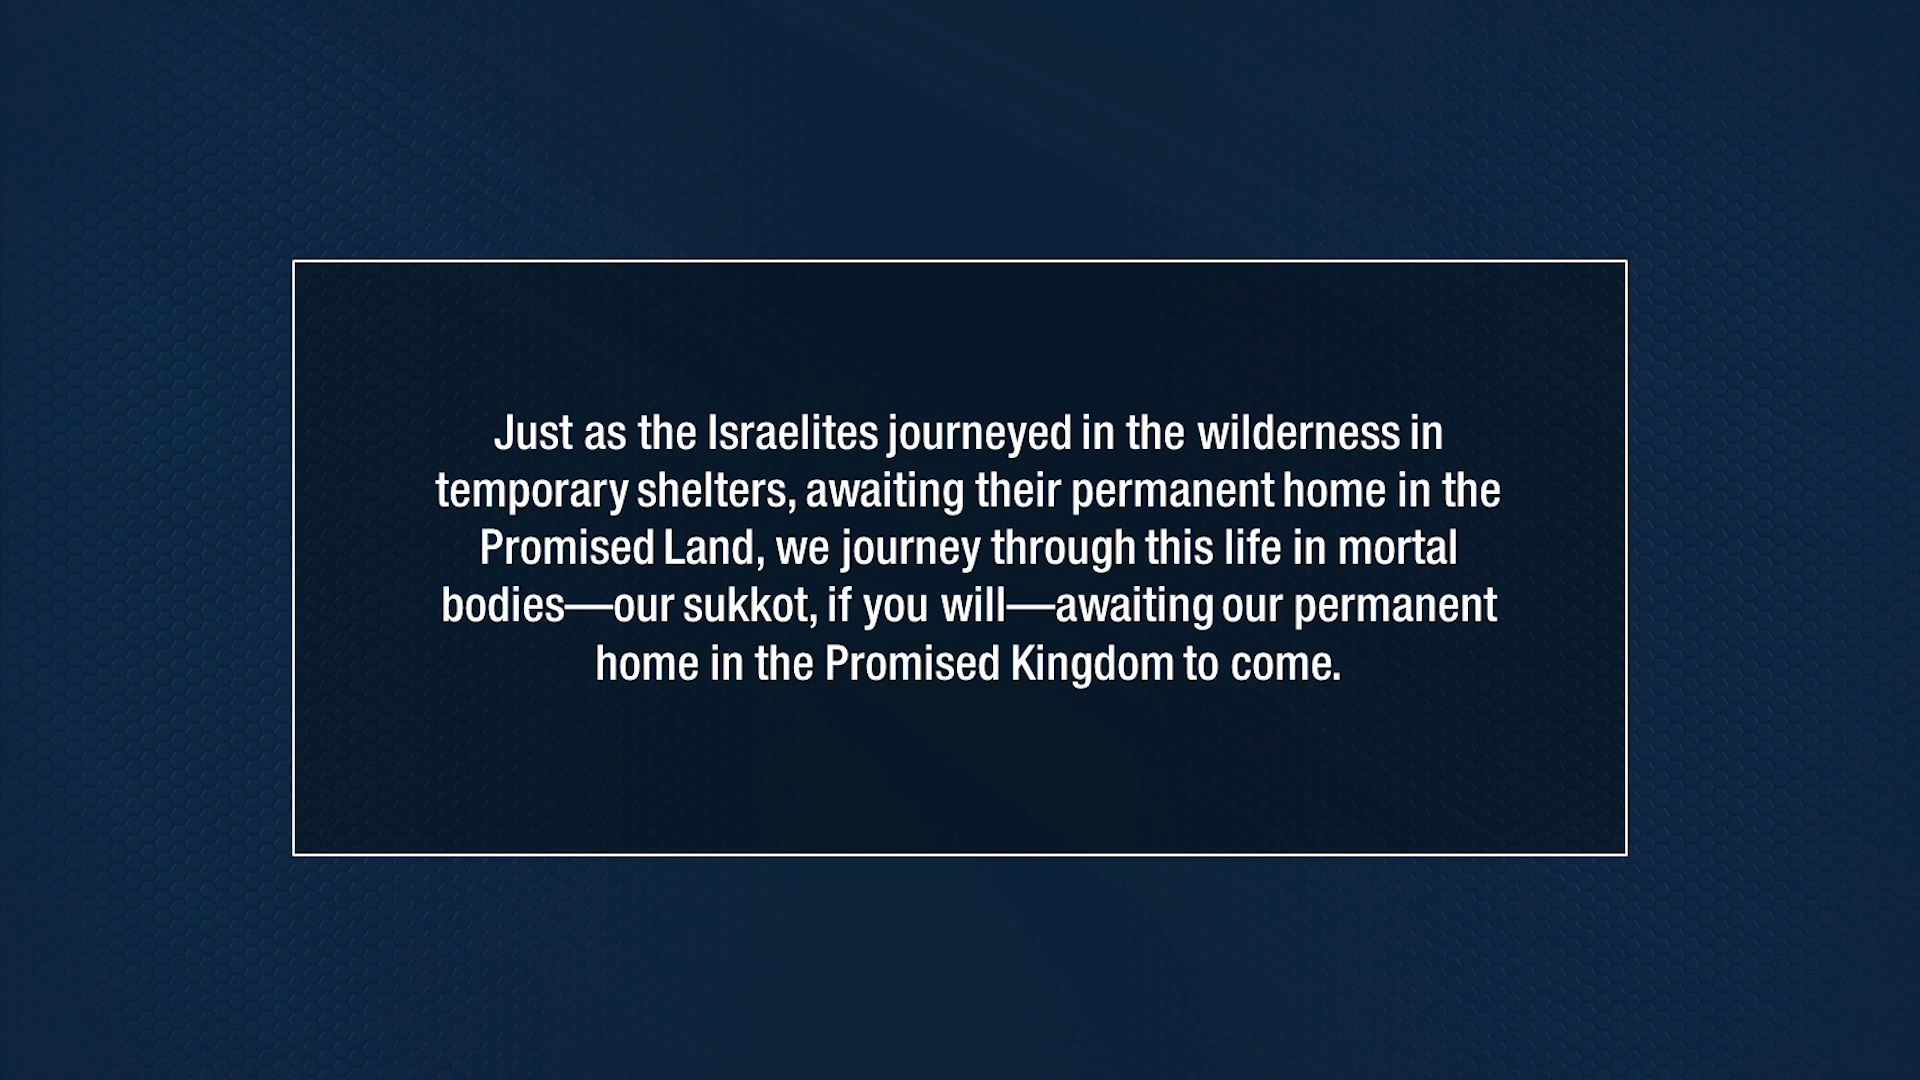 Just as the Israelites journeyed in the wilderness in
temporary shelters, awaiting their permanent home in the
Promised Land, we journey through this life in mortal
bodies—our sukkot, if you will—awaiting our permanent
home in the Promised Kingdom to come.